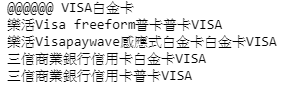 @@@@@@ VISA白金卡
樂活Visa freeform普卡普卡VISA
樂活Visapaywave感應式白金卡白金卡VISA
三信商業銀行信用卡白金卡VISA
三信商業銀行信用卡普卡VISA